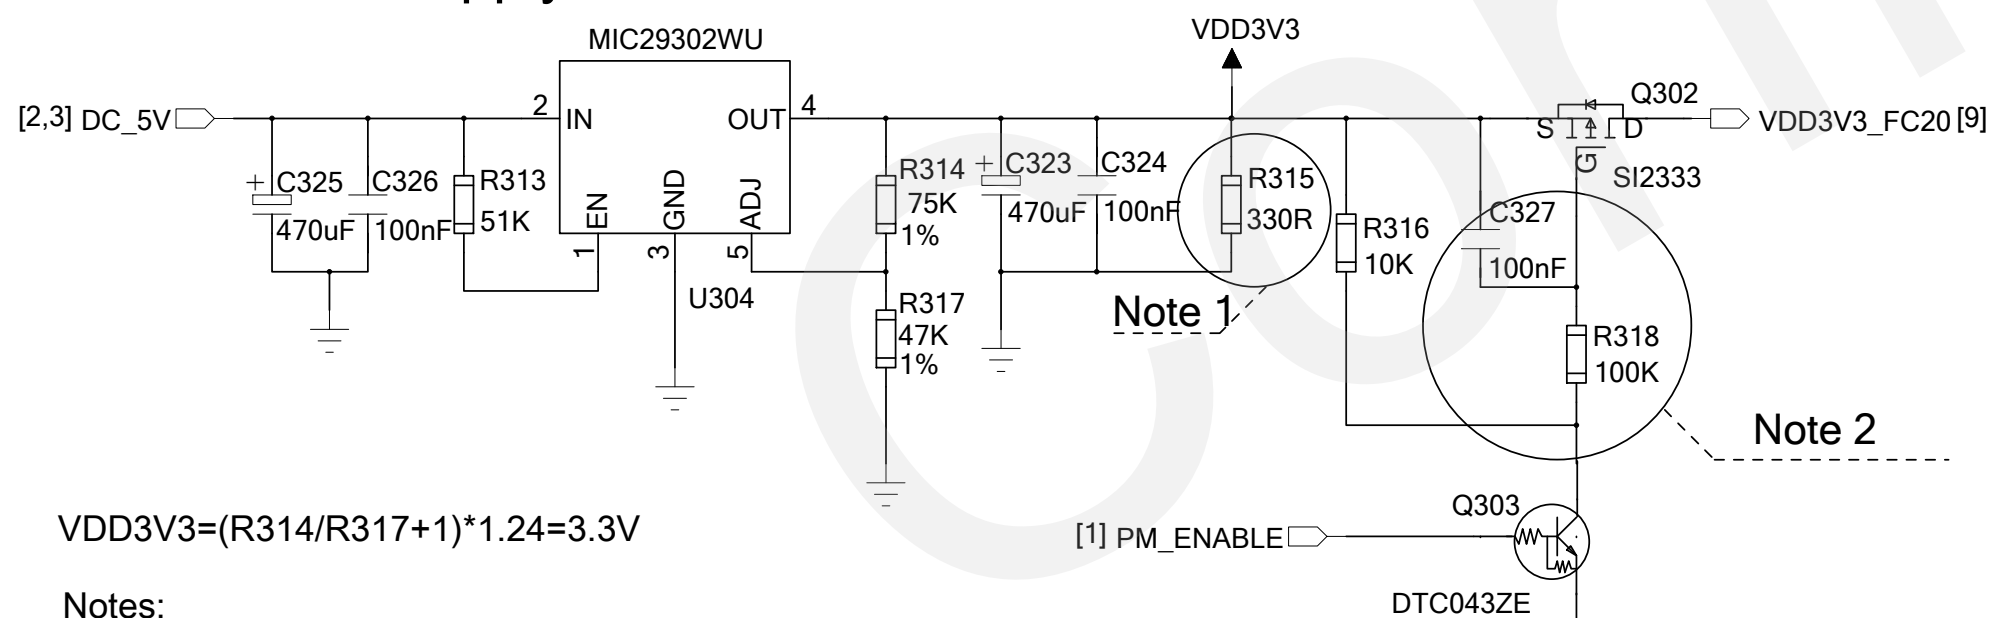 MIC29302WU
VDD3V3
[2,3] DC_5V
2
IN
OUT
4
EN
GND
ADJ
1
3
5
U304
C325
470uF
C326
100nF
R313
51K
R314
75K
1%
R317
47K
1%
C323
470uF
C324
100nF
R315
330R
Note 1
R316
10K
C327
100nF
S
D
G
Q302
SI2333
VDD3V3_FC20 [9]
R318
100K
Note 2
Q303
[1] PM_ENABLE
DTC043ZE
VDD3V3=(R314/R317+1)*1.24=3.3V
Notes: